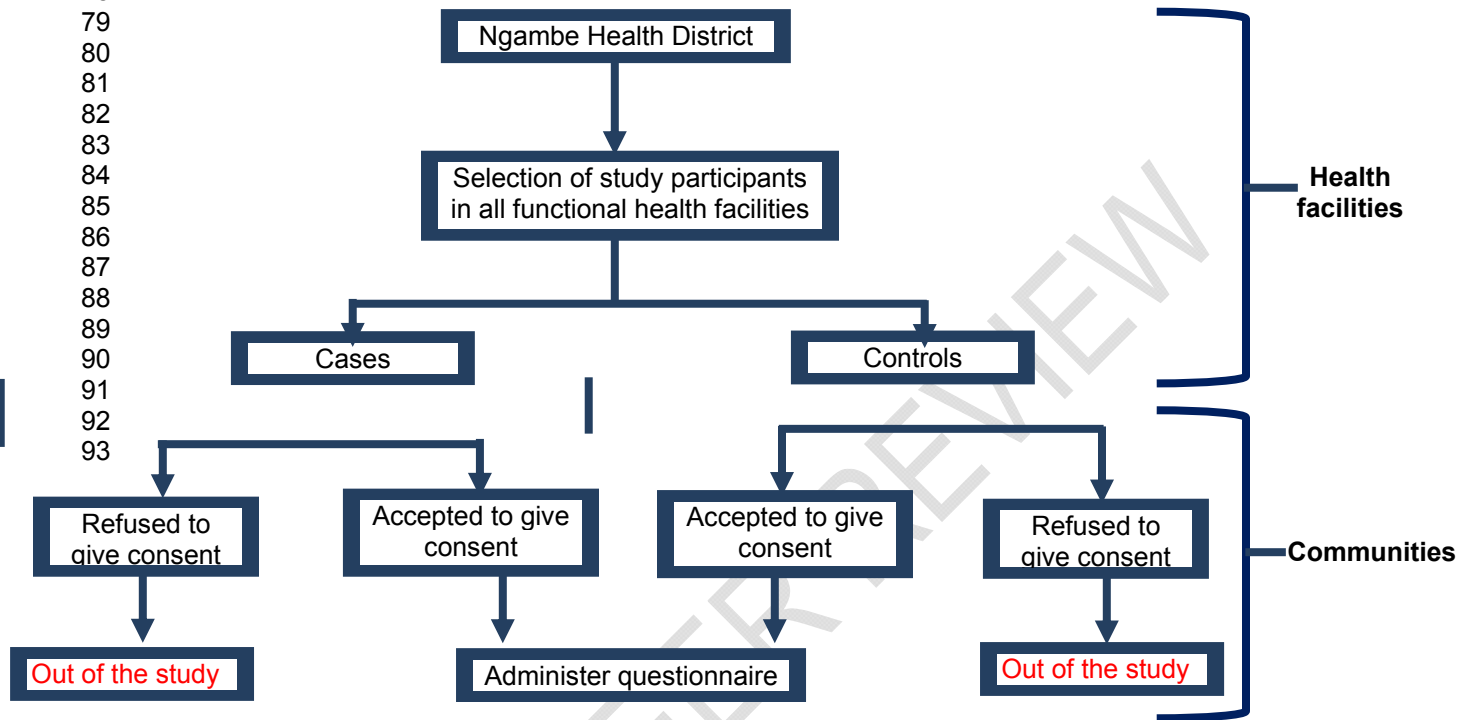 79
80
81
82
83
84
85
86
87
88
89
90
91
92
93
Ngambe Health District
Selection of study participants
in all functional health facilities
Health
facilities
Cases
Controls
Refused to
give consent
Accepted to give
consent
Accepted to give
consent
Refused to
give consent
Communities
Out of the study
Administer questionnaire
Out of the study
ER REVIEW